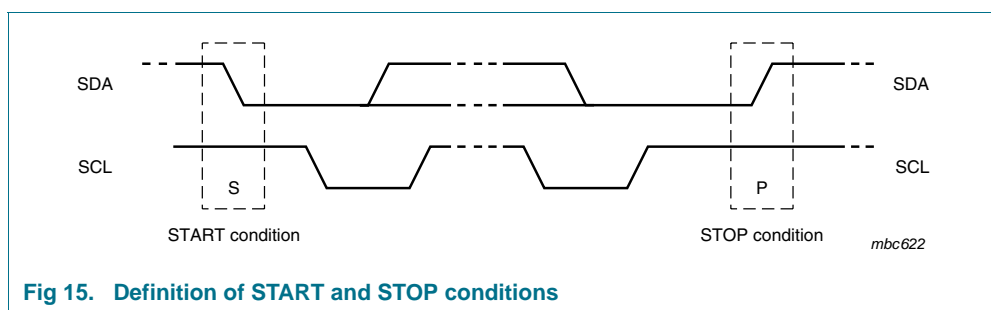 SDA SDA
SCL SCL
S P
START condition STOP condition
mbc622
Fig 15. Definition of START and STOP conditions